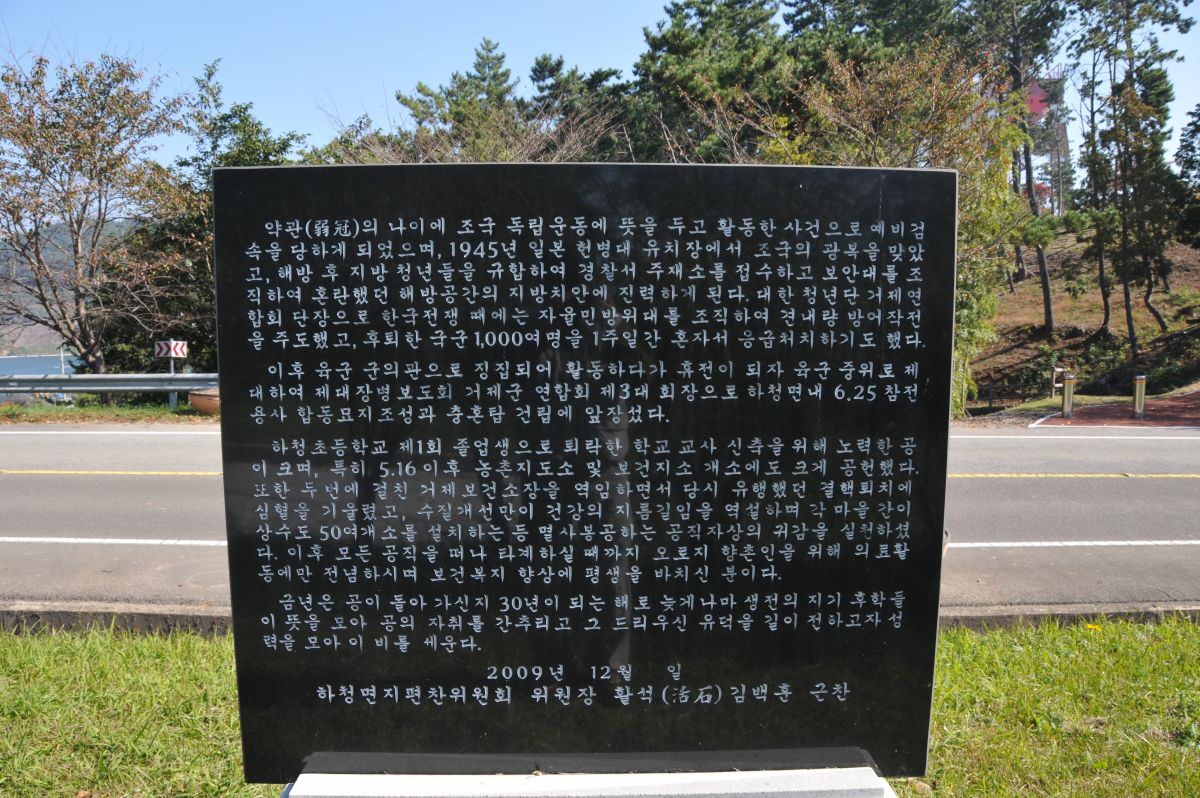 약관(弱冠)의 나이에 조국 독립운동에 뜻을 두고 활동한 사건으로 예비검
속을 당하게 되었으며, 1945년 일본 헌병대 유치장에서 조국의 광복을 맞았
고, 해방 후 지방 청년들을 규합하여 경찰서 주재소를 접수하고 보안대를 조
직하여 혼란했던 해방공간의 지방치안에 진력하게 된다. 대한청년단 거제연
합회 단장으로 한국전쟁 때에는 자율민방위대를 조직하여 견내량 방어작전
을 주도했고, 후퇴한 국군 1,000여명을 1주일간 혼자서 응급처치하기도 했다.
이후 육군 군의관으로 징집되어 활동하다가 휴전이 되자 육군 중위로 제
대하여 제대장병보도회 거제군 연합회 제3대 회장으로 하청면내 6.25 참전
용사 합동묘지조성과 충혼탑 건립에 앞장섰다.
하청초등학교 제1회 졸업생으로 퇴락한 학교 교사 신축을 위해 노력한 공
이 크며, 특히 5.16 이후 농촌지도소 및 보건지소 개소에도 크게 공헌했다.
또한 두번에 걸친 거제보건소장을 역임하면서 당시 유행했던 결핵퇴치에
심혈을 기울렸고, 수질개선만이 건강의 지름길임을 역설하며 각 마을 간이
상수도 50여개소를 설치하는 등 멸사봉공하는 공직자상의 귀감을 실천하셨
다. 이후 모든 공직을 떠나 타계하실 때까지 오로지 향촌인을 위해 의료활
동에만 전념하시며 보건복지 향상에 평생을 바치신 분이다.
금년은 공이 돌아 가신지 30년이 되는 해로 늦게나마 생전의 지기 후학들
이 뜻을 모아 공의 자취를 간추리고 그 드리우신 유덕을 길이 전하고자 성
력을 모아 이 비를 세운다.
2009년 12월 일
하청면지편찬위원회 위원장 활석(活石)김백훈 근찬